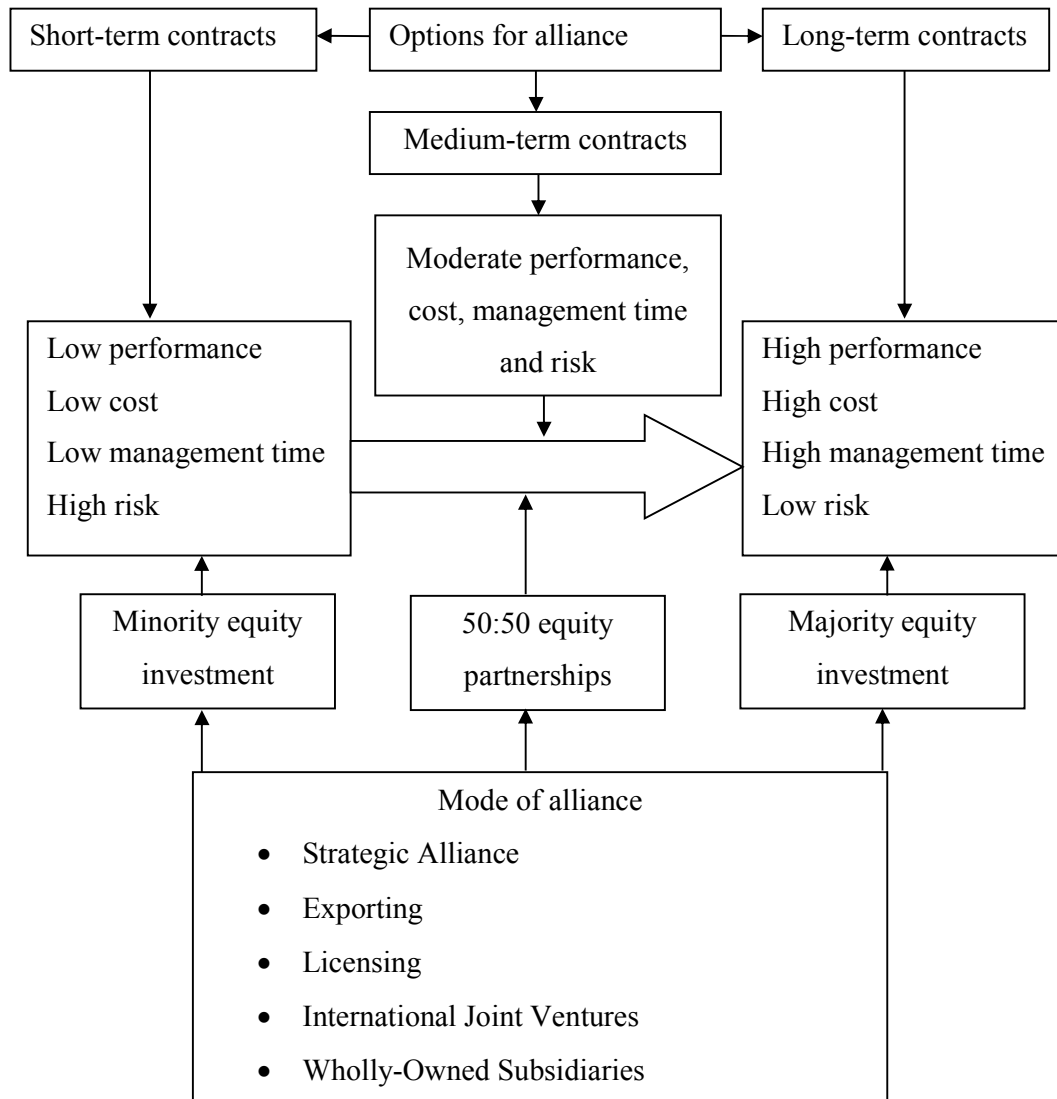 Short-term contracts
Options for alliance
Long-term contracts
Medium-term contracts
Moderate performance,
cost, management time
and risk
Low performance
Low cost
Low management time
High risk
High performance
High cost
High management time
Low risk
Minority equity
investment
50:50 equity
partnerships
Majority equity
investment
Mode of alliance
• Strategic Alliance
• Exporting
• Licensing
• International Joint Ventures
• Wholly-Owned Subsidiaries